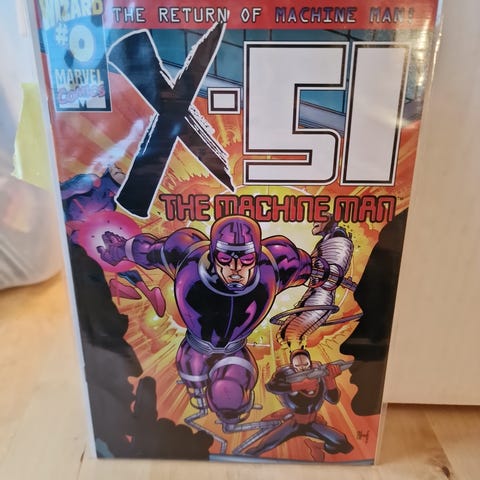 THE RETURN OF MACHINE MAN!
WIZARD
#0
MARVEL
COMICS
X-51
THE MACHINE MAN